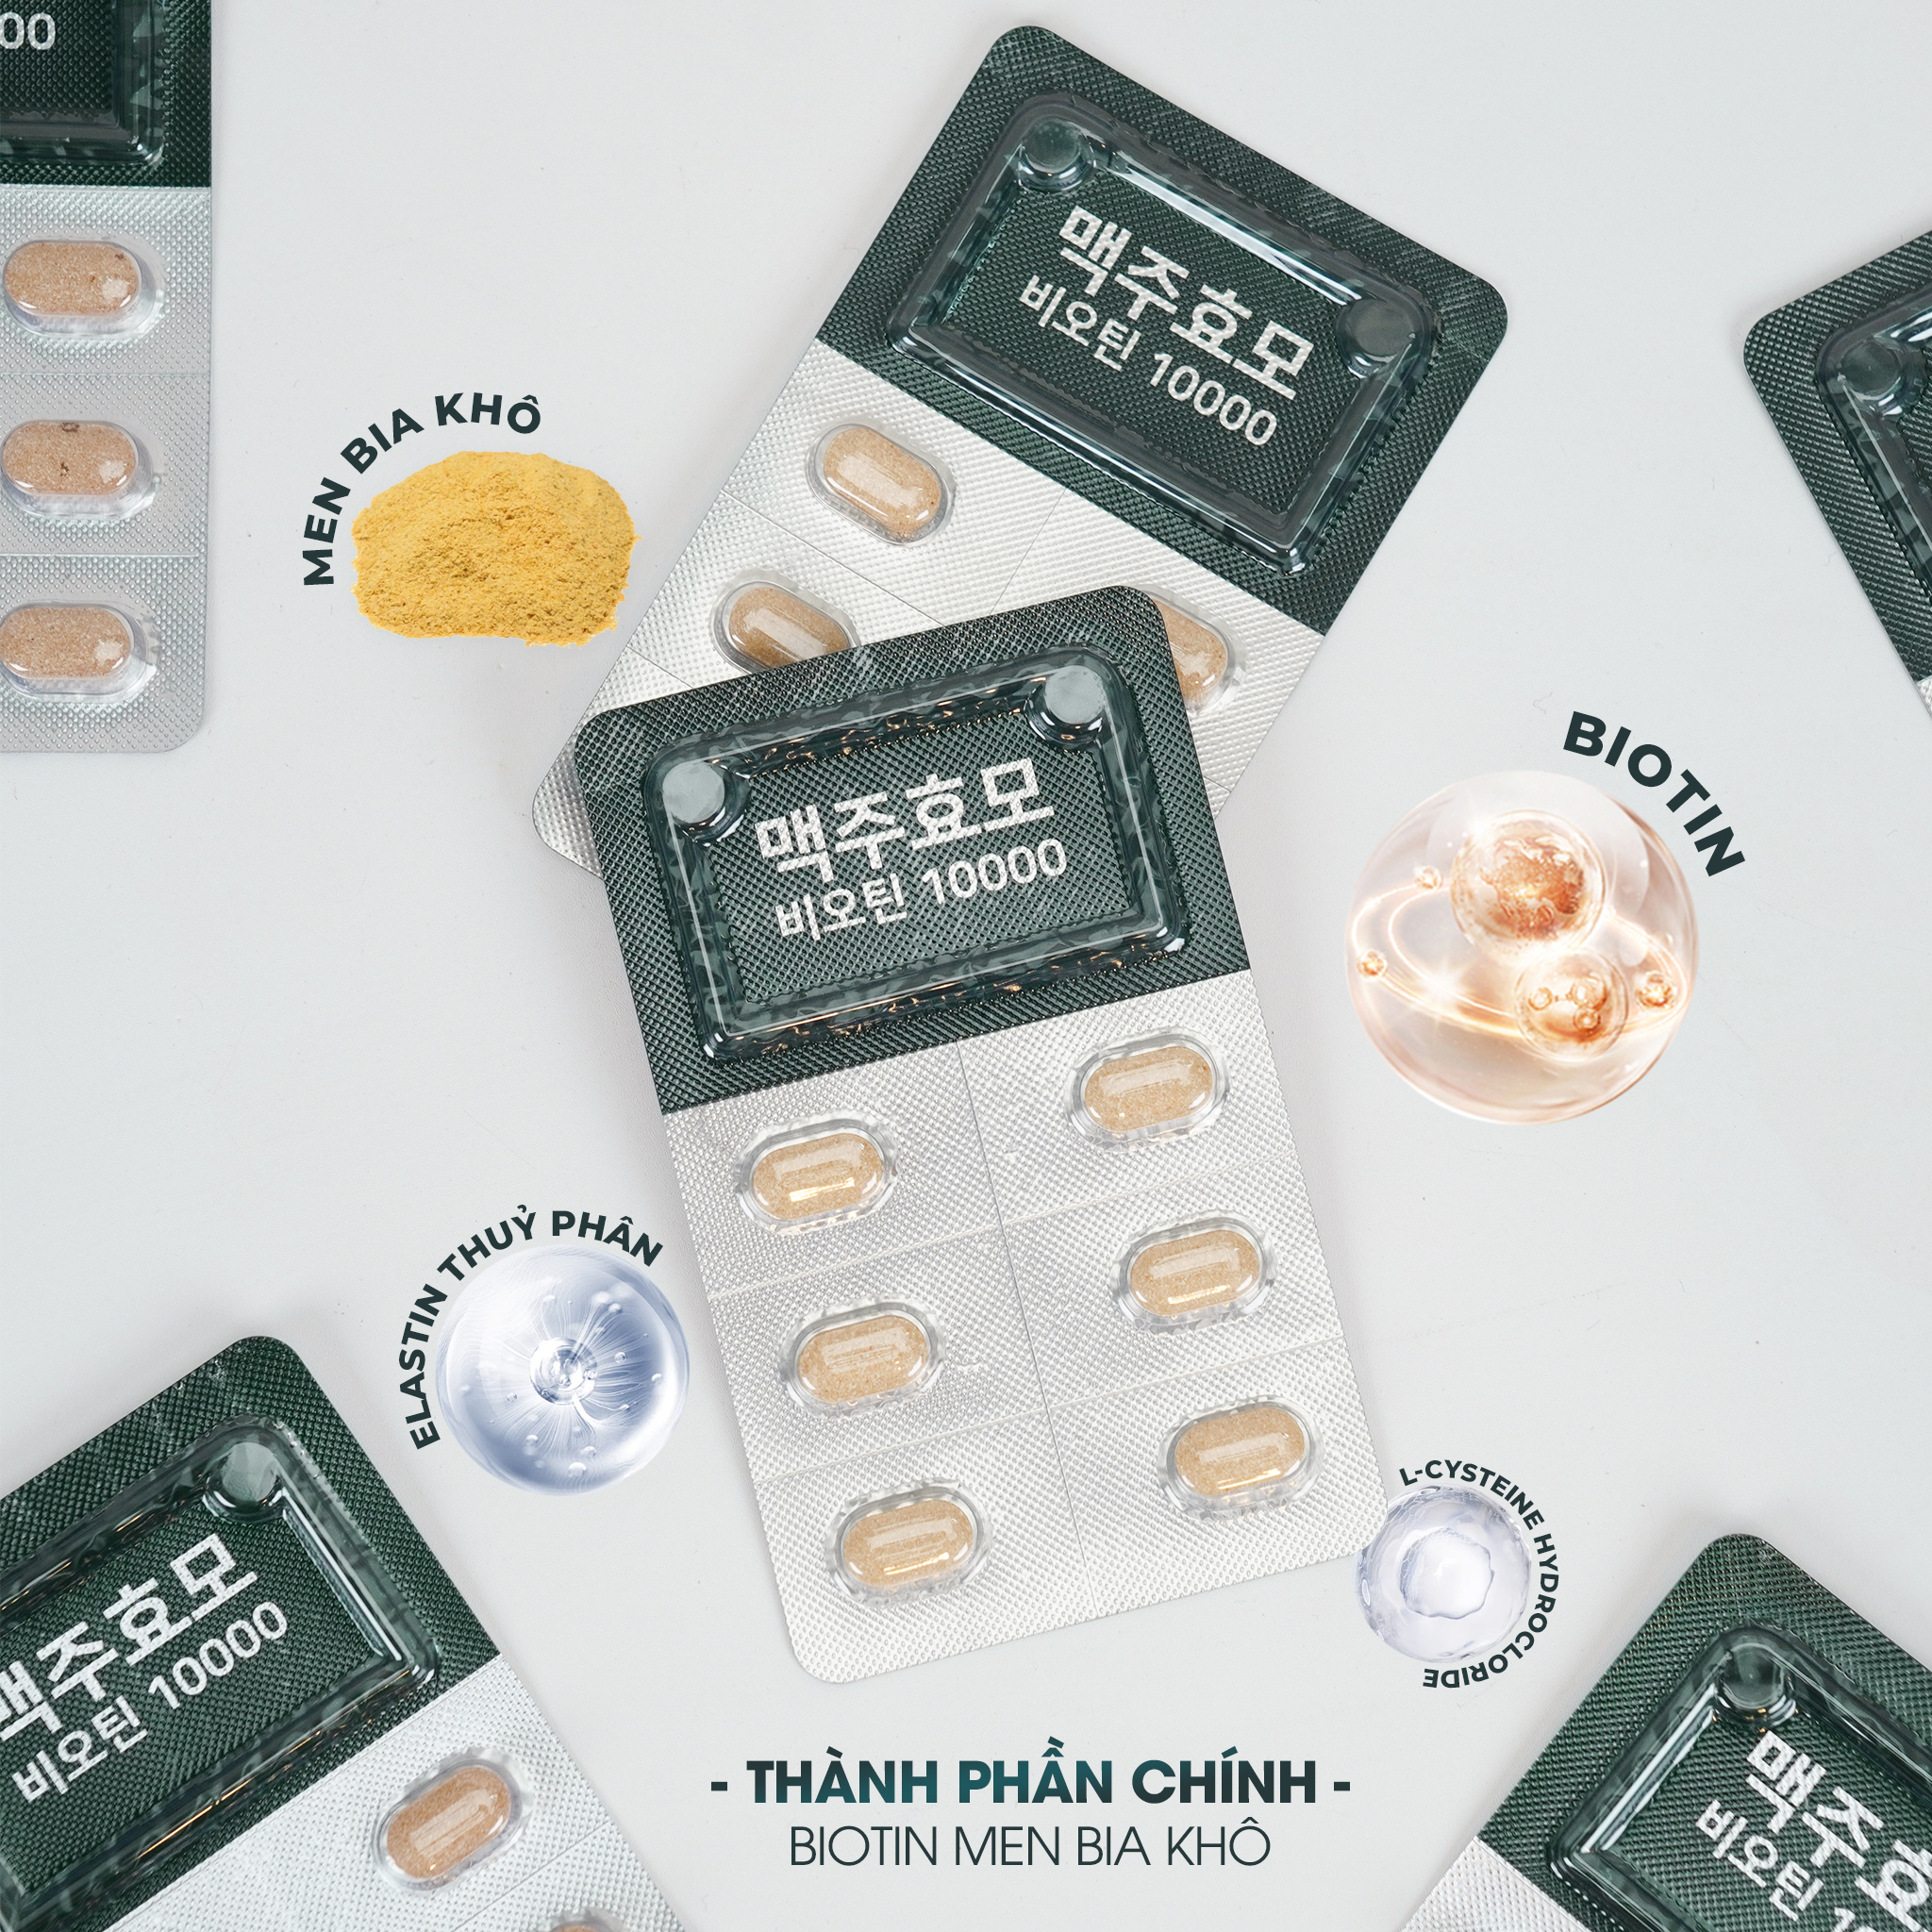 00
맥주효모
비오틴 10000
MEN BIA KHÔ
맥주효모
비오틴 10000
BIOTIN
ELASTIN THUỶ PHÂN
L-CYSTEINE HYDROCLORIDE
맥주효모
비오틴 10000
맥주효
비오틴 1
- THÀNH PHẦN CHÍNH -
BIOTIN MEN BIA KHÔ